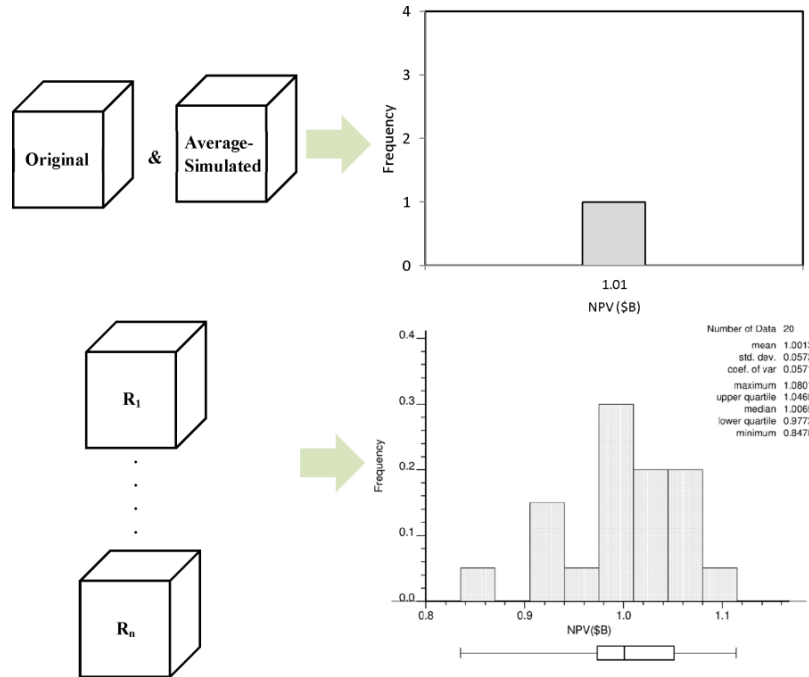 Original
&
Average-
Simulated
Frequency
4
3
2
1
0
1.01
NPV ($B)
R1
R n
Frequency
0.4
0.3
0.2
0.1
0.0
0.8
0.9
1.0
1.1
NPV($B)
Number of Data 20
mean 1.0013
std. dev. 0.057
coef. of var 0.057
maximum 1.080
upper quartile 1.046
median 1.006
lower quartile 0.977
minimum 0.847